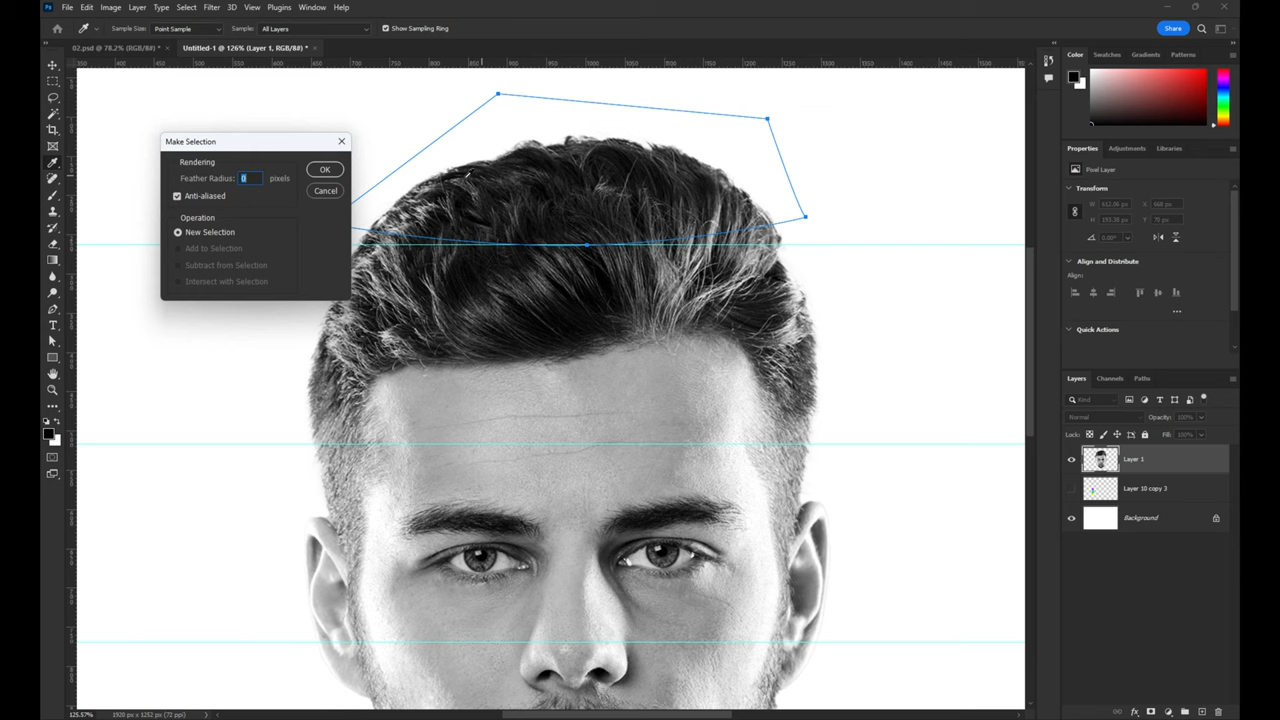 Ps File Edit Image Layer Type Select Filter 3D View Plugins Window Help
Sample Size: Point Sample Sample: All Layers Show Sampling Ring
Share
02.psd @ 78.2% (RGB/8#) * × Untitled-1 @ 126% (Layer 1, RGB/8#) * ×
Color Swatches Gradients Patterns
Make Selection
Rendering
Feather Radius: 0 pixels
Anti-aliased
OK
Cancel
Operation
New Selection
Add to Selection
Subtract from Selection
Intersect with Selection
Properties Adjustments Libraries
Pixel Layer
Transform
W 612.06 px X 668 px
H 193.38 px Y 70 px
0.00°
Align and Distribute
Align:
Quick Actions
Layers Channels Paths
Kind
Normal Opacity: 100%
Lock: Fill: 100%
Layer 1
Layer 10 copy 3
Background
125.57% 1920 px x 1252 px (72 ppi)